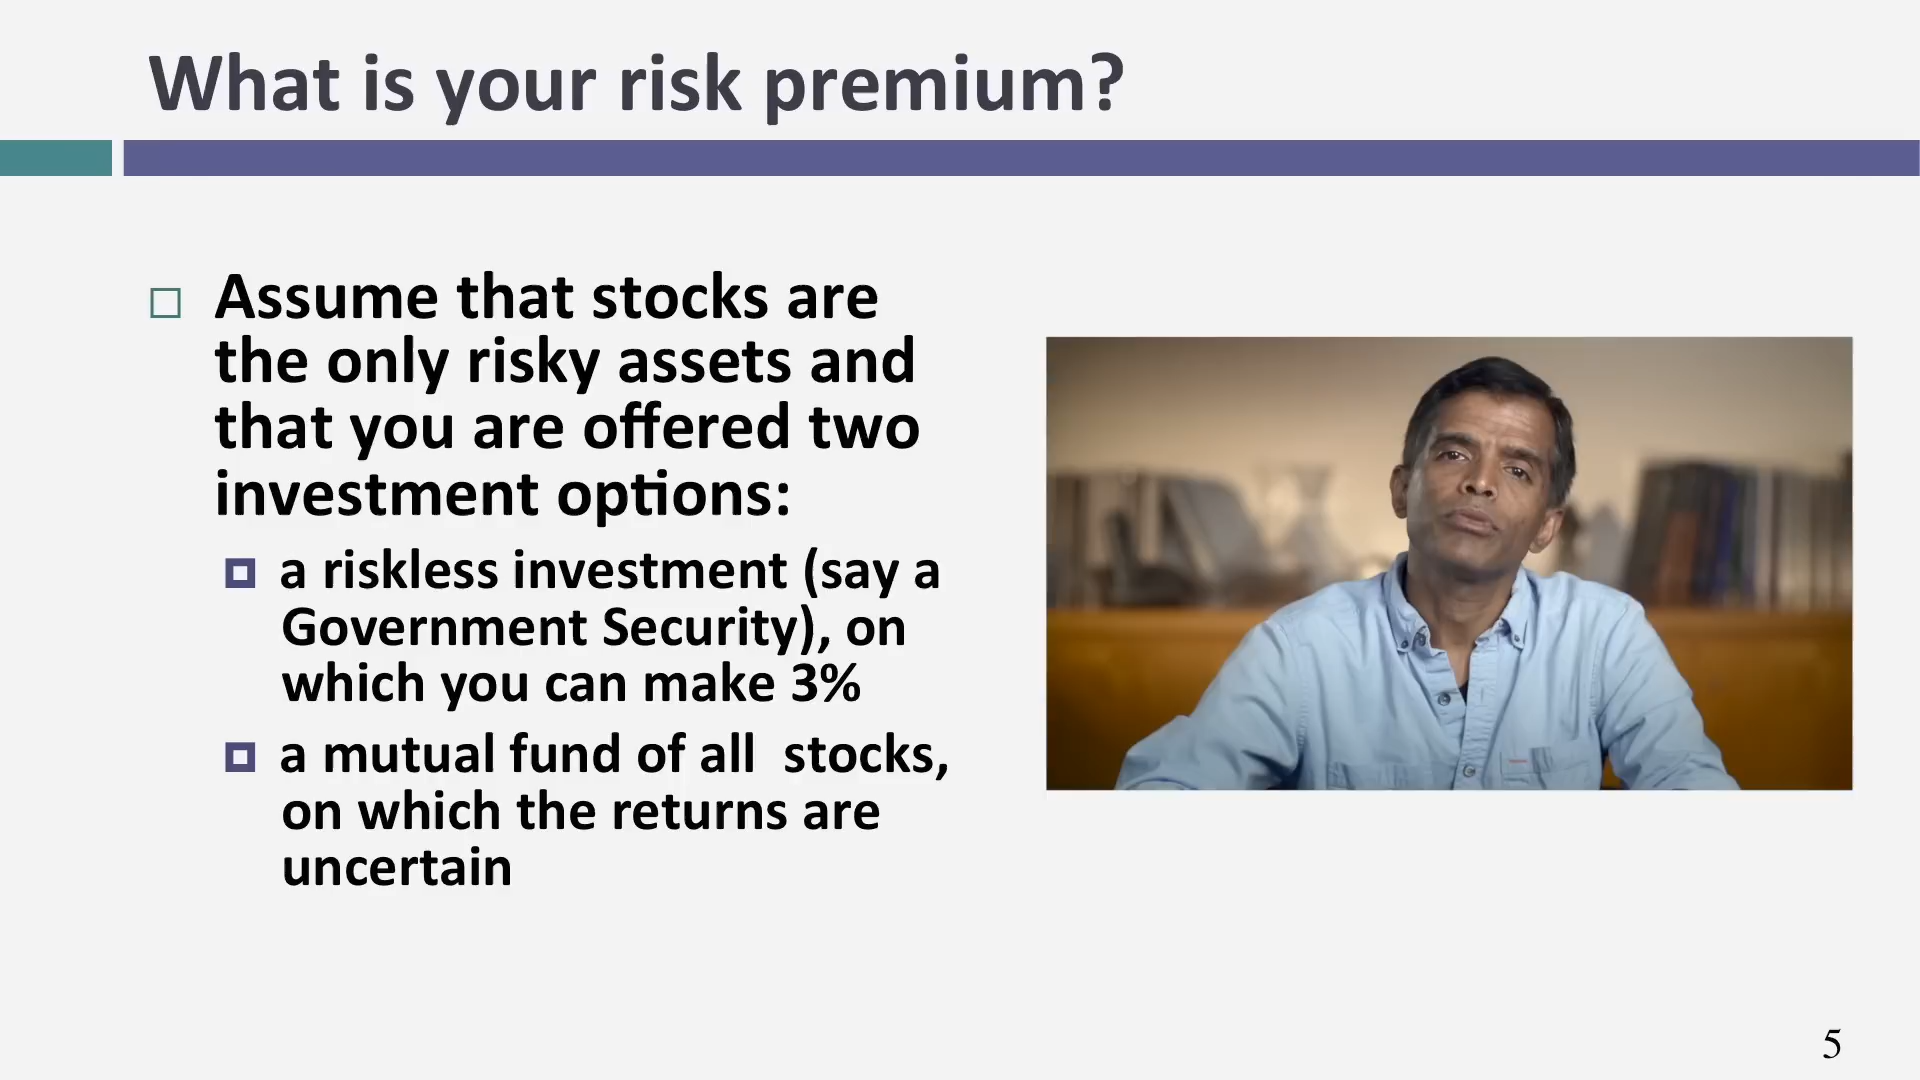 What is your risk premium?
Assume that stocks are
the only risky assets and
that you are offered two
investment options:
a riskless investment (say a
Government Security), on
which you can make 3%
a mutual fund of all  stocks,
on which the returns are
uncertain
5